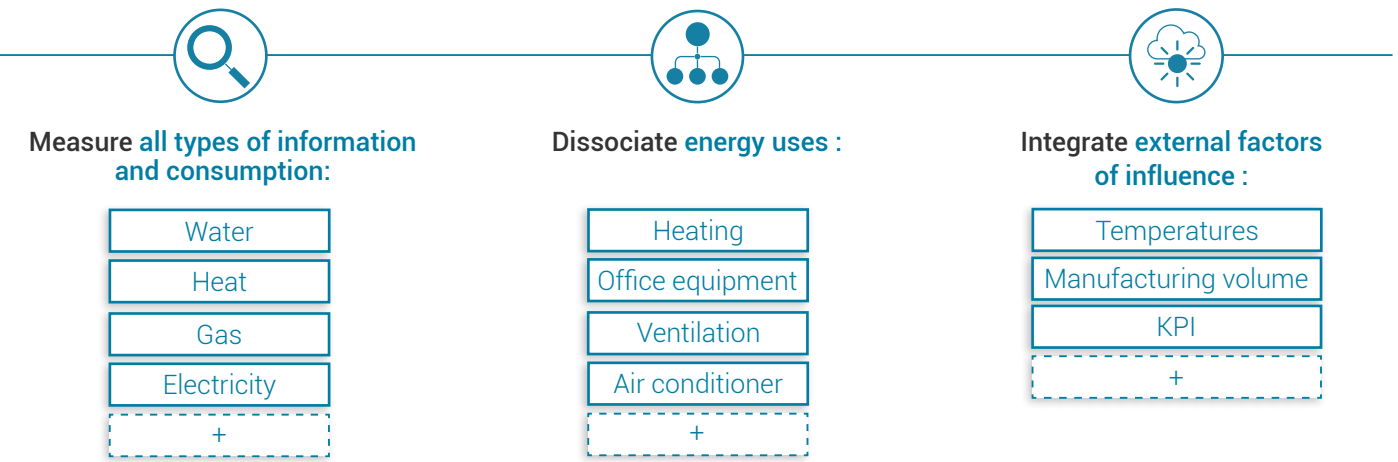 Measure all types of information
and consumption:
Water
Heat
Gas
Electricity
+
Dissociate energy uses :
Heating
Office equipment
Ventilation
Air conditioner
+
Integrate external factors
of influence :
Temperatures
Manufacturing volume
KPI
+